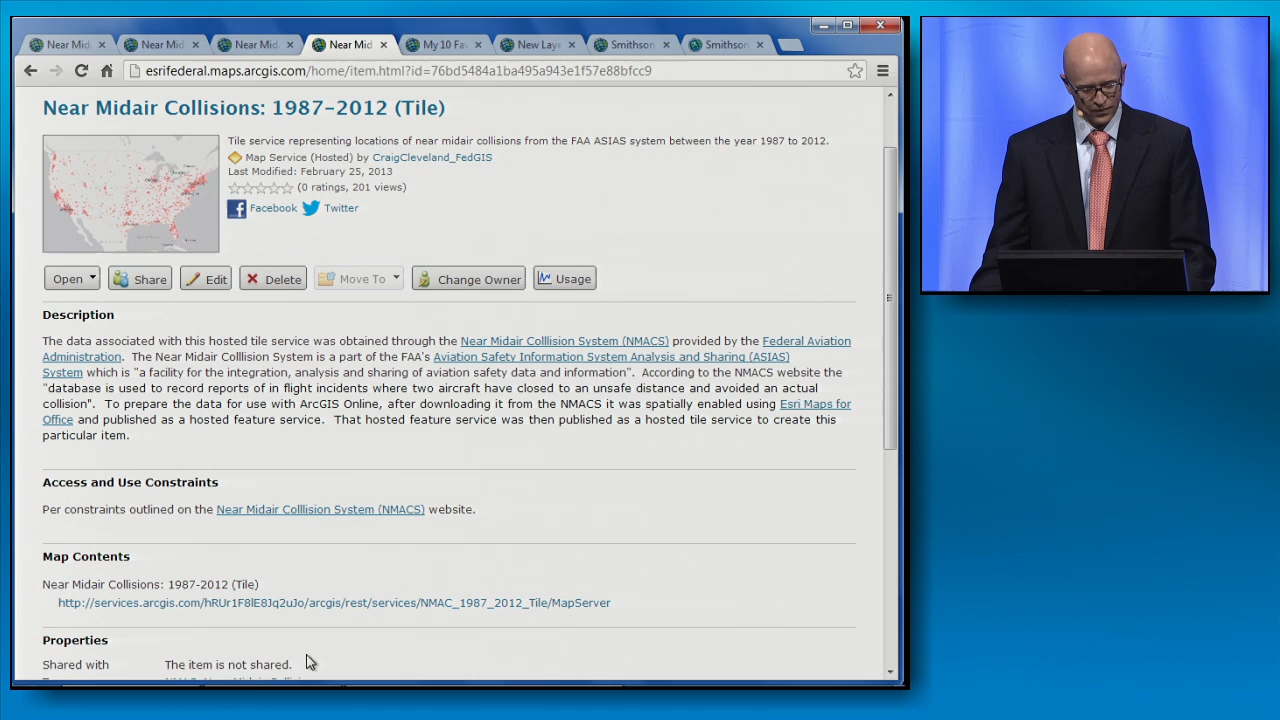 Near Mid
Near Mid
Near Mid
Near Mid
My 10 Fa
New Laye
Smithson
Smithson
esrifederal.maps.arcgis.com/home/item.html?id=76bd5484a1ba495a943e1f57e88bfcc9
Near Midair Collisions: 1987-2012 (Tile)
Tile service representing locations of near midair collisions from the FAA ASIAS system between the year 1987 to 2012.
Map Service (Hosted) by CraigCleveland_FedGIS
Last Modified: February 25, 2013
(0 ratings, 201 views)
Facebook Twitter
Open Share Edit Delete Move To Change Owner Usage
Description
The data associated with this hosted tile service was obtained through the Near Midair Colllision System (NMACS) provided by the Federal Aviation
Administration. The Near Midair Colllision System is a part of the FAA's Aviation Safety Information System Analysis and Sharing (ASIAS)
System which is "a facility for the integration, analysis and sharing of aviation safety data and information". According to the NMACS website the
"database is used to record reports of in flight incidents where two aircraft have closed to an unsafe distance and avoided an actual
collision". To prepare the data for use with ArcGIS Online, after downloading it from the NMACS it was spatially enabled using Esri Maps for
Office and published as a hosted feature service. That hosted feature service was then published as a hosted tile service to create this
particular item.
Access and Use Constraints
Per constraints outlined on the Near Midair Colllision System (NMACS) website.
Map Contents
Near Midair Collisions: 1987-2012 (Tile)
http://services.arcgis.com/hRUr1F8lE8Jq2uJo/arcgis/rest/services/NMAC_1987_2012_Tile/MapServer
Properties
Shared with The item is not shared.